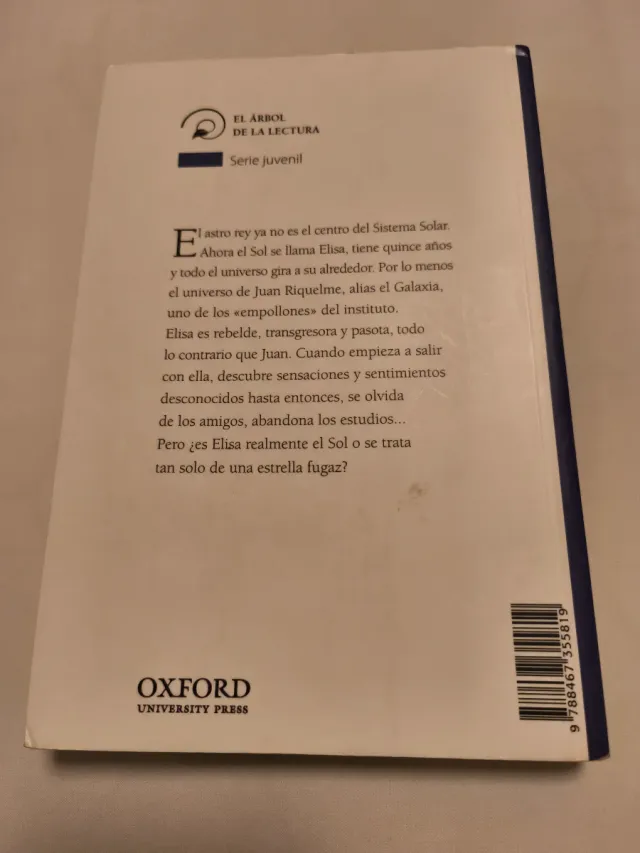 EL ÁRBOL
DE LA LECTURA
Serie juvenil
El astro rey ya no es el centro del Sistema Solar.
Ahora el Sol se llama Elisa, tiene quince años
y todo el universo gira a su alrededor. Por lo menos
el universo de Juan Riquelme, alias el Galaxia,
uno de los «empollones» del instituto.
Elisa es rebelde, transgresora y pasota, todo
lo contrario que Juan. Cuando empieza a salir
con ella, descubre sensaciones y sentimientos
desconocidos hasta entonces, se olvida
de los amigos, abandona los estudios...
Pero ¿es Elisa realmente el Sol o se trata
tan solo de una estrella fugaz?
OXFORD
UNIVERSITY PRESS
9 788467 355819